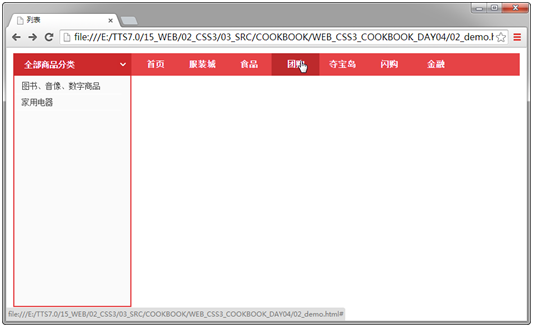 列表
file:///E:/TTS7.0/15_WEB/02_CSS3/03_SRC/COOKBOOK/WEB_CSS3_COOKBOOK_DAY04/02_demo.h
全部商品分类 首页 服装城 食品 团购 夺宝岛 闪购 金融
图书、音像、数字商品
家用电器
file:///E:/TTS7.0/15_WEB/02_CSS3/03_SRC/COOKBOOK/WEB_CSS3_COOKBOOK_DAY04/02_demo.html#